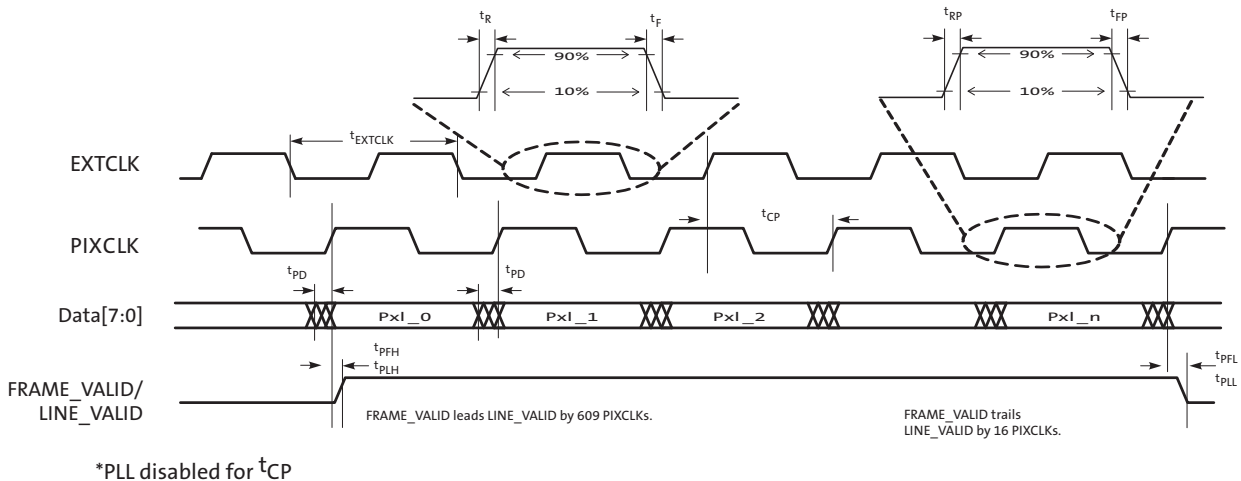 tR
tF
tRP
tFP
90%
90%
10%
10%
tEXTCLK
EXTCLK
tCP
PIXCLK
tPD
tPD
Data[7:0]
Pxl_0
Pxl_1
Pxl_2
Pxl_n
tPFH
tPLH
tPFL
tPLL
FRAME_VALID/
LINE_VALID
FRAME_VALID leads LINE_VALID by 609 PIXCLKs.
FRAME_VALID trails
LINE_VALID by 16 PIXCLKs.
*PLL disabled for tCP